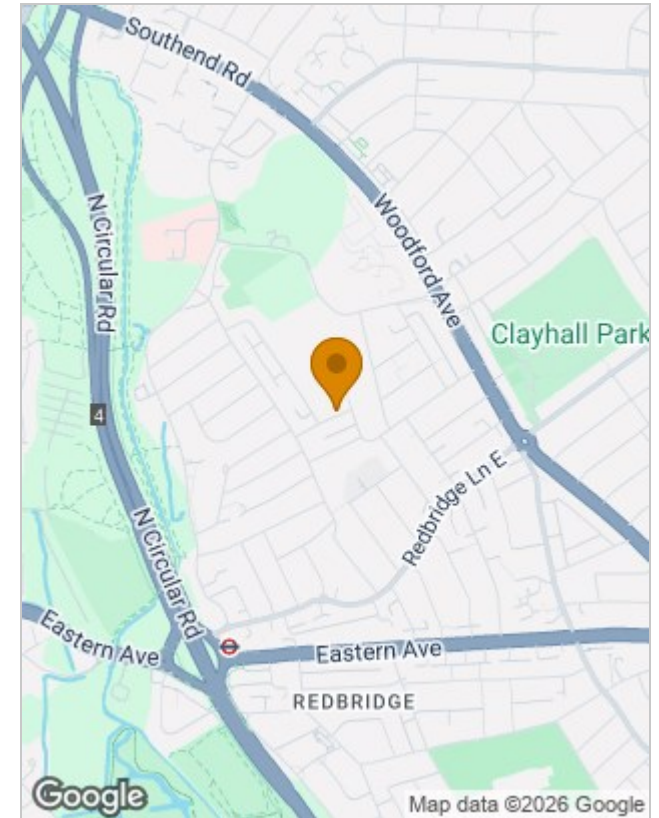 Southend Rd
Woodford Ave
N Circular Rd
Clayhall Park
4
Redbridge Ln E
N Circular Rd
Eastern Ave
Eastern Ave
REDBRIDGE
Google
Map data ©2026 Google